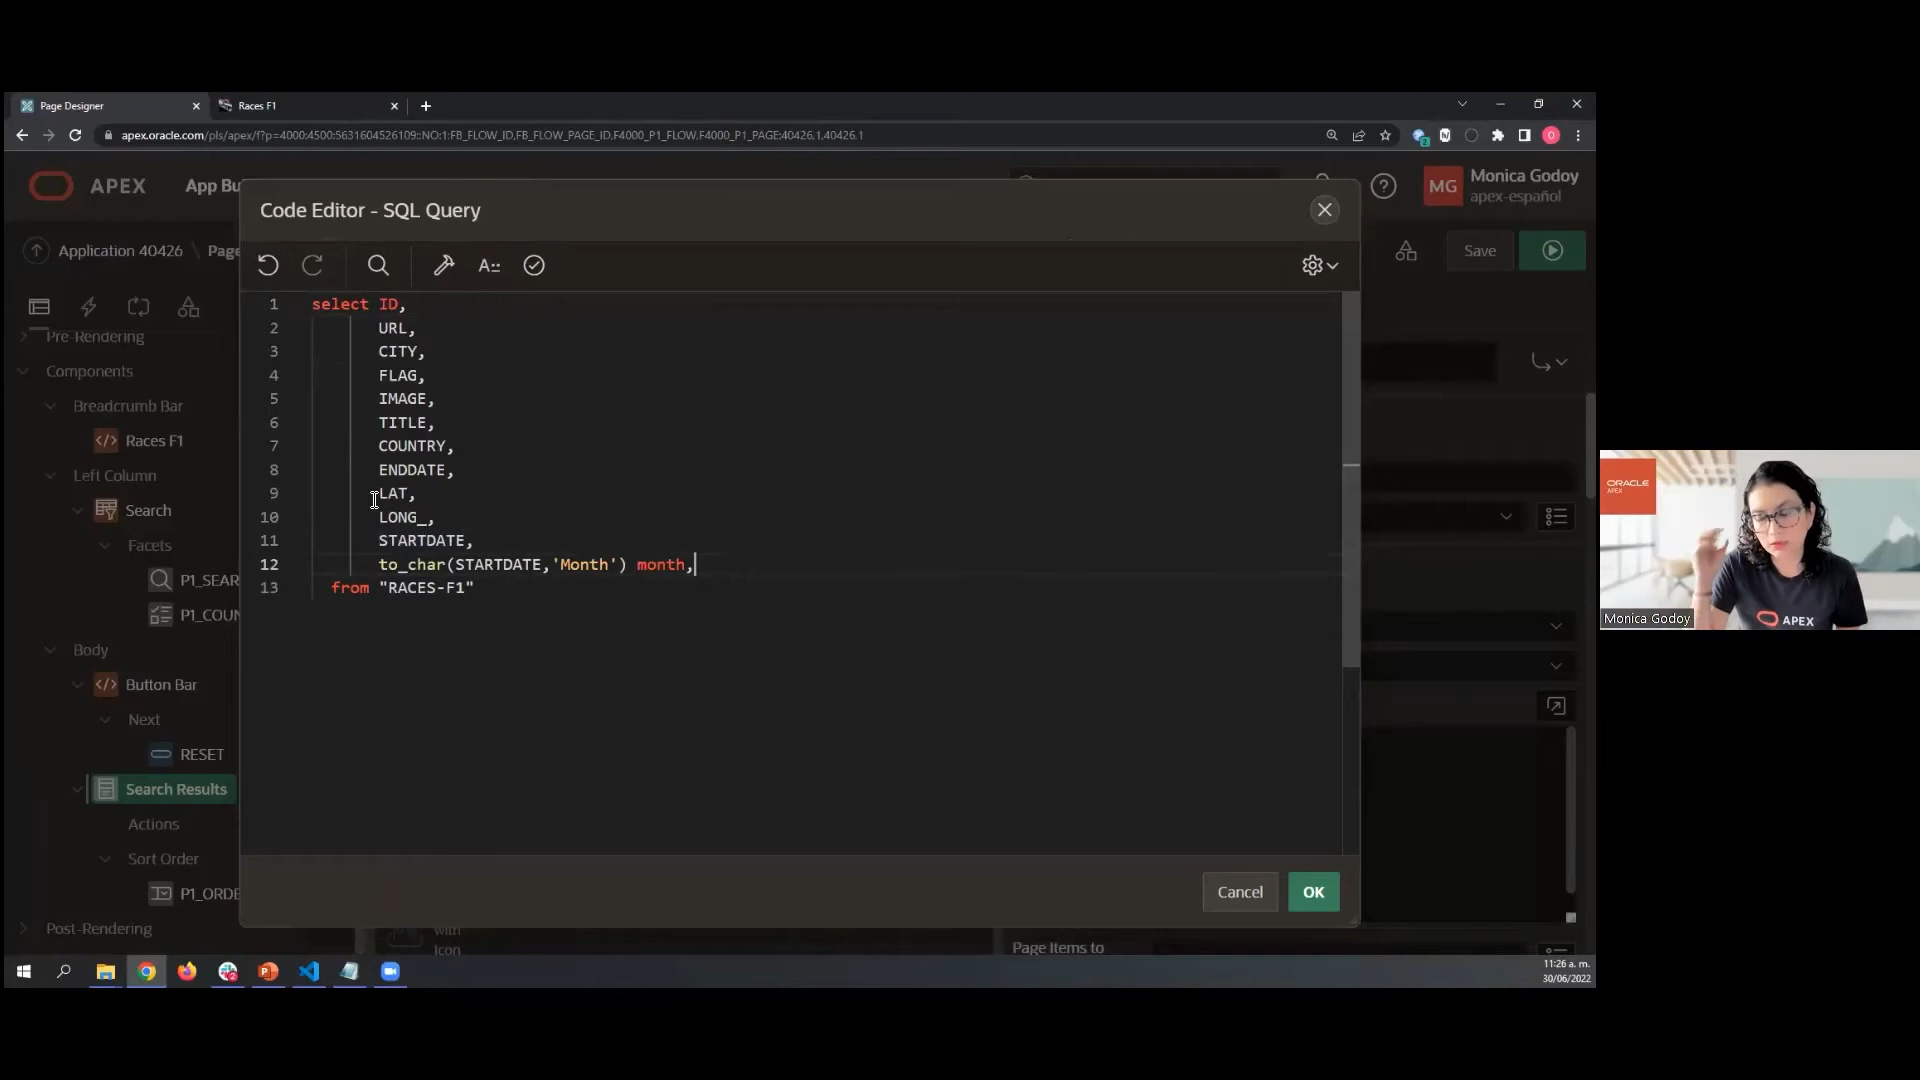 Page Designer
Races F1
apex.oracle.com/pls/apex/f?p=4000:4500:5631604526109::NO:1:FB_FLOW_ID,FB_FLOW_PAGE_ID,F4000_P1_FLOW,F4000_P1_PAGE:40426,1,40426.1
APEX
App Bu
MG
Monica Godoy
apex-español
Code Editor - SQL Query
Application 40426 \ Page
Save
Pre-Rendering
Components
Breadcrumb Bar
Races F1
Left Column
Search
Facets
P1_SEAR
P1_COUN
Body
Button Bar
Next
RESET
Search Results
Actions
Sort Order
P1_ORDE
Post-Rendering
1 select ID,
2 URL,
3 CITY,
4 FLAG,
5 IMAGE,
6 TITLE,
7 COUNTRY,
8 ENDDATE,
9 LAT,
10 LONG_,
11 STARTDATE,
12 to_char(STARTDATE,'Month') month,
13 from "RACES-F1"
Cancel
OK
with
Icon
Page Items to
11:26 a. m.
30/06/2022
ORACLE
APEX
APEX
Monica Godoy